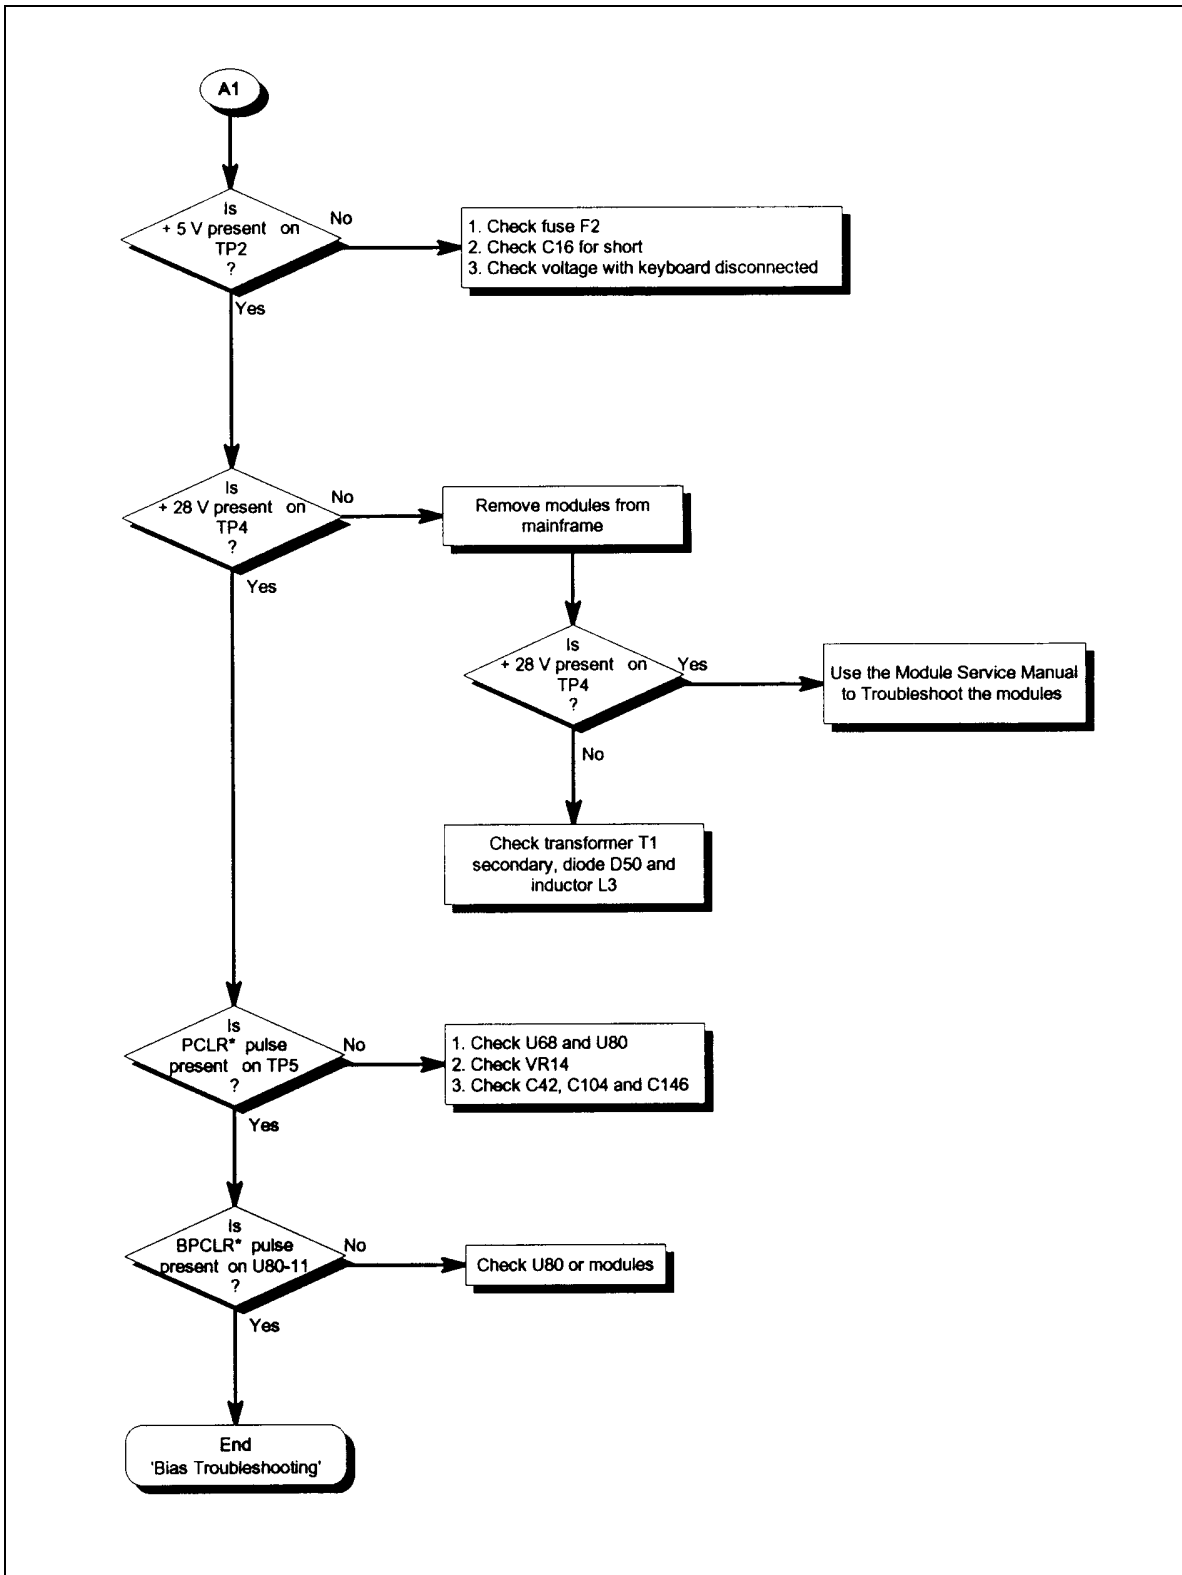 A1
Is
+ 5 V present on
TP2
?
No
Yes
1. Check fuse F2
2. Check C16 for short
3. Check voltage with keyboard disconnected
Is
+ 28 V present on
TP4
?
No
Yes
Remove modules from
mainframe
Is
+ 28 V present on
TP4
?
Yes
No
Use the Module Service Manual
to Troubleshoot the modules
Check transformer T1
secondary, diode D50 and
inductor L3
Is
PCLR* pulse
present on TP5
?
No
Yes
1. Check U68 and U80
2. Check VR14
3. Check C42, C104 and C146
Is
BPCLR* pulse
present on U80-11
?
No
Yes
Check U80 or modules
End
'Bias Troubleshooting'